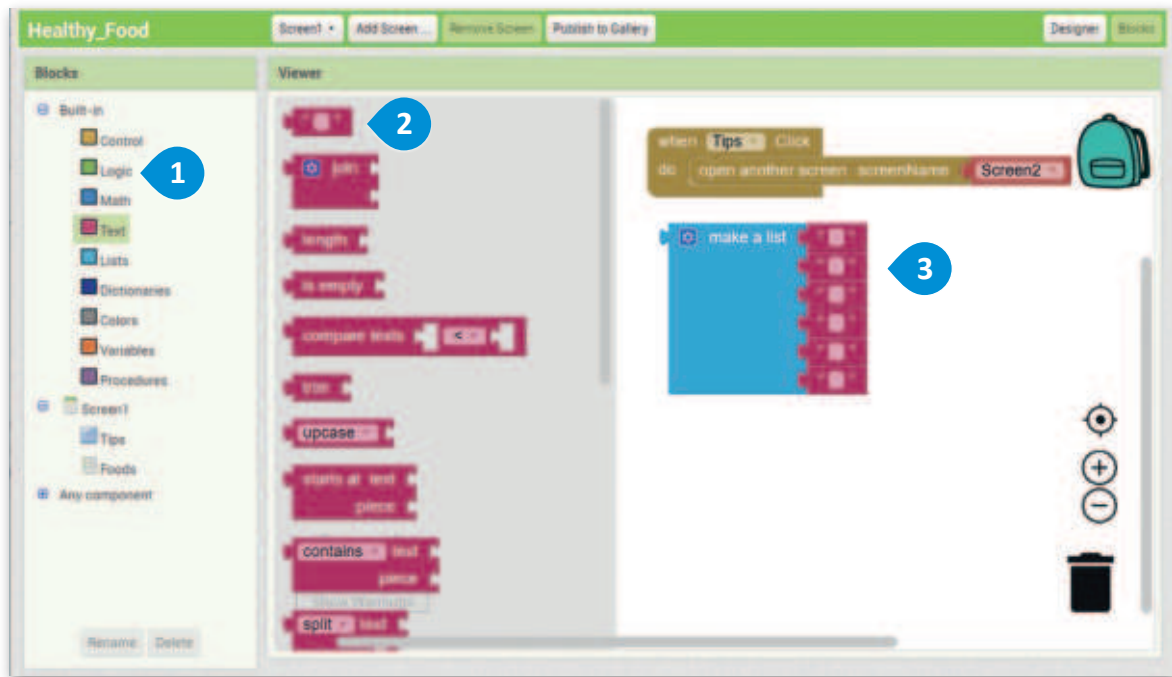 Healthy_Food
Screen1
Add Screen ...
Remove Screen
Publish to Gallery
Designer
Blocks
Blocks
Viewer
Built-in
Control
Logic
Math
Text
Lists
Dictionaries
Colors
Variables
Procedures
Screen1
Tips
Foods
Any component
Rename
Delete
1
2
join
length
is empty
compare texts <
trim
upcase
starts at text
piece
contains text
piece
Show Warnings
split text
when Tips Click
do open another screen screenName Screen2
make a list
3